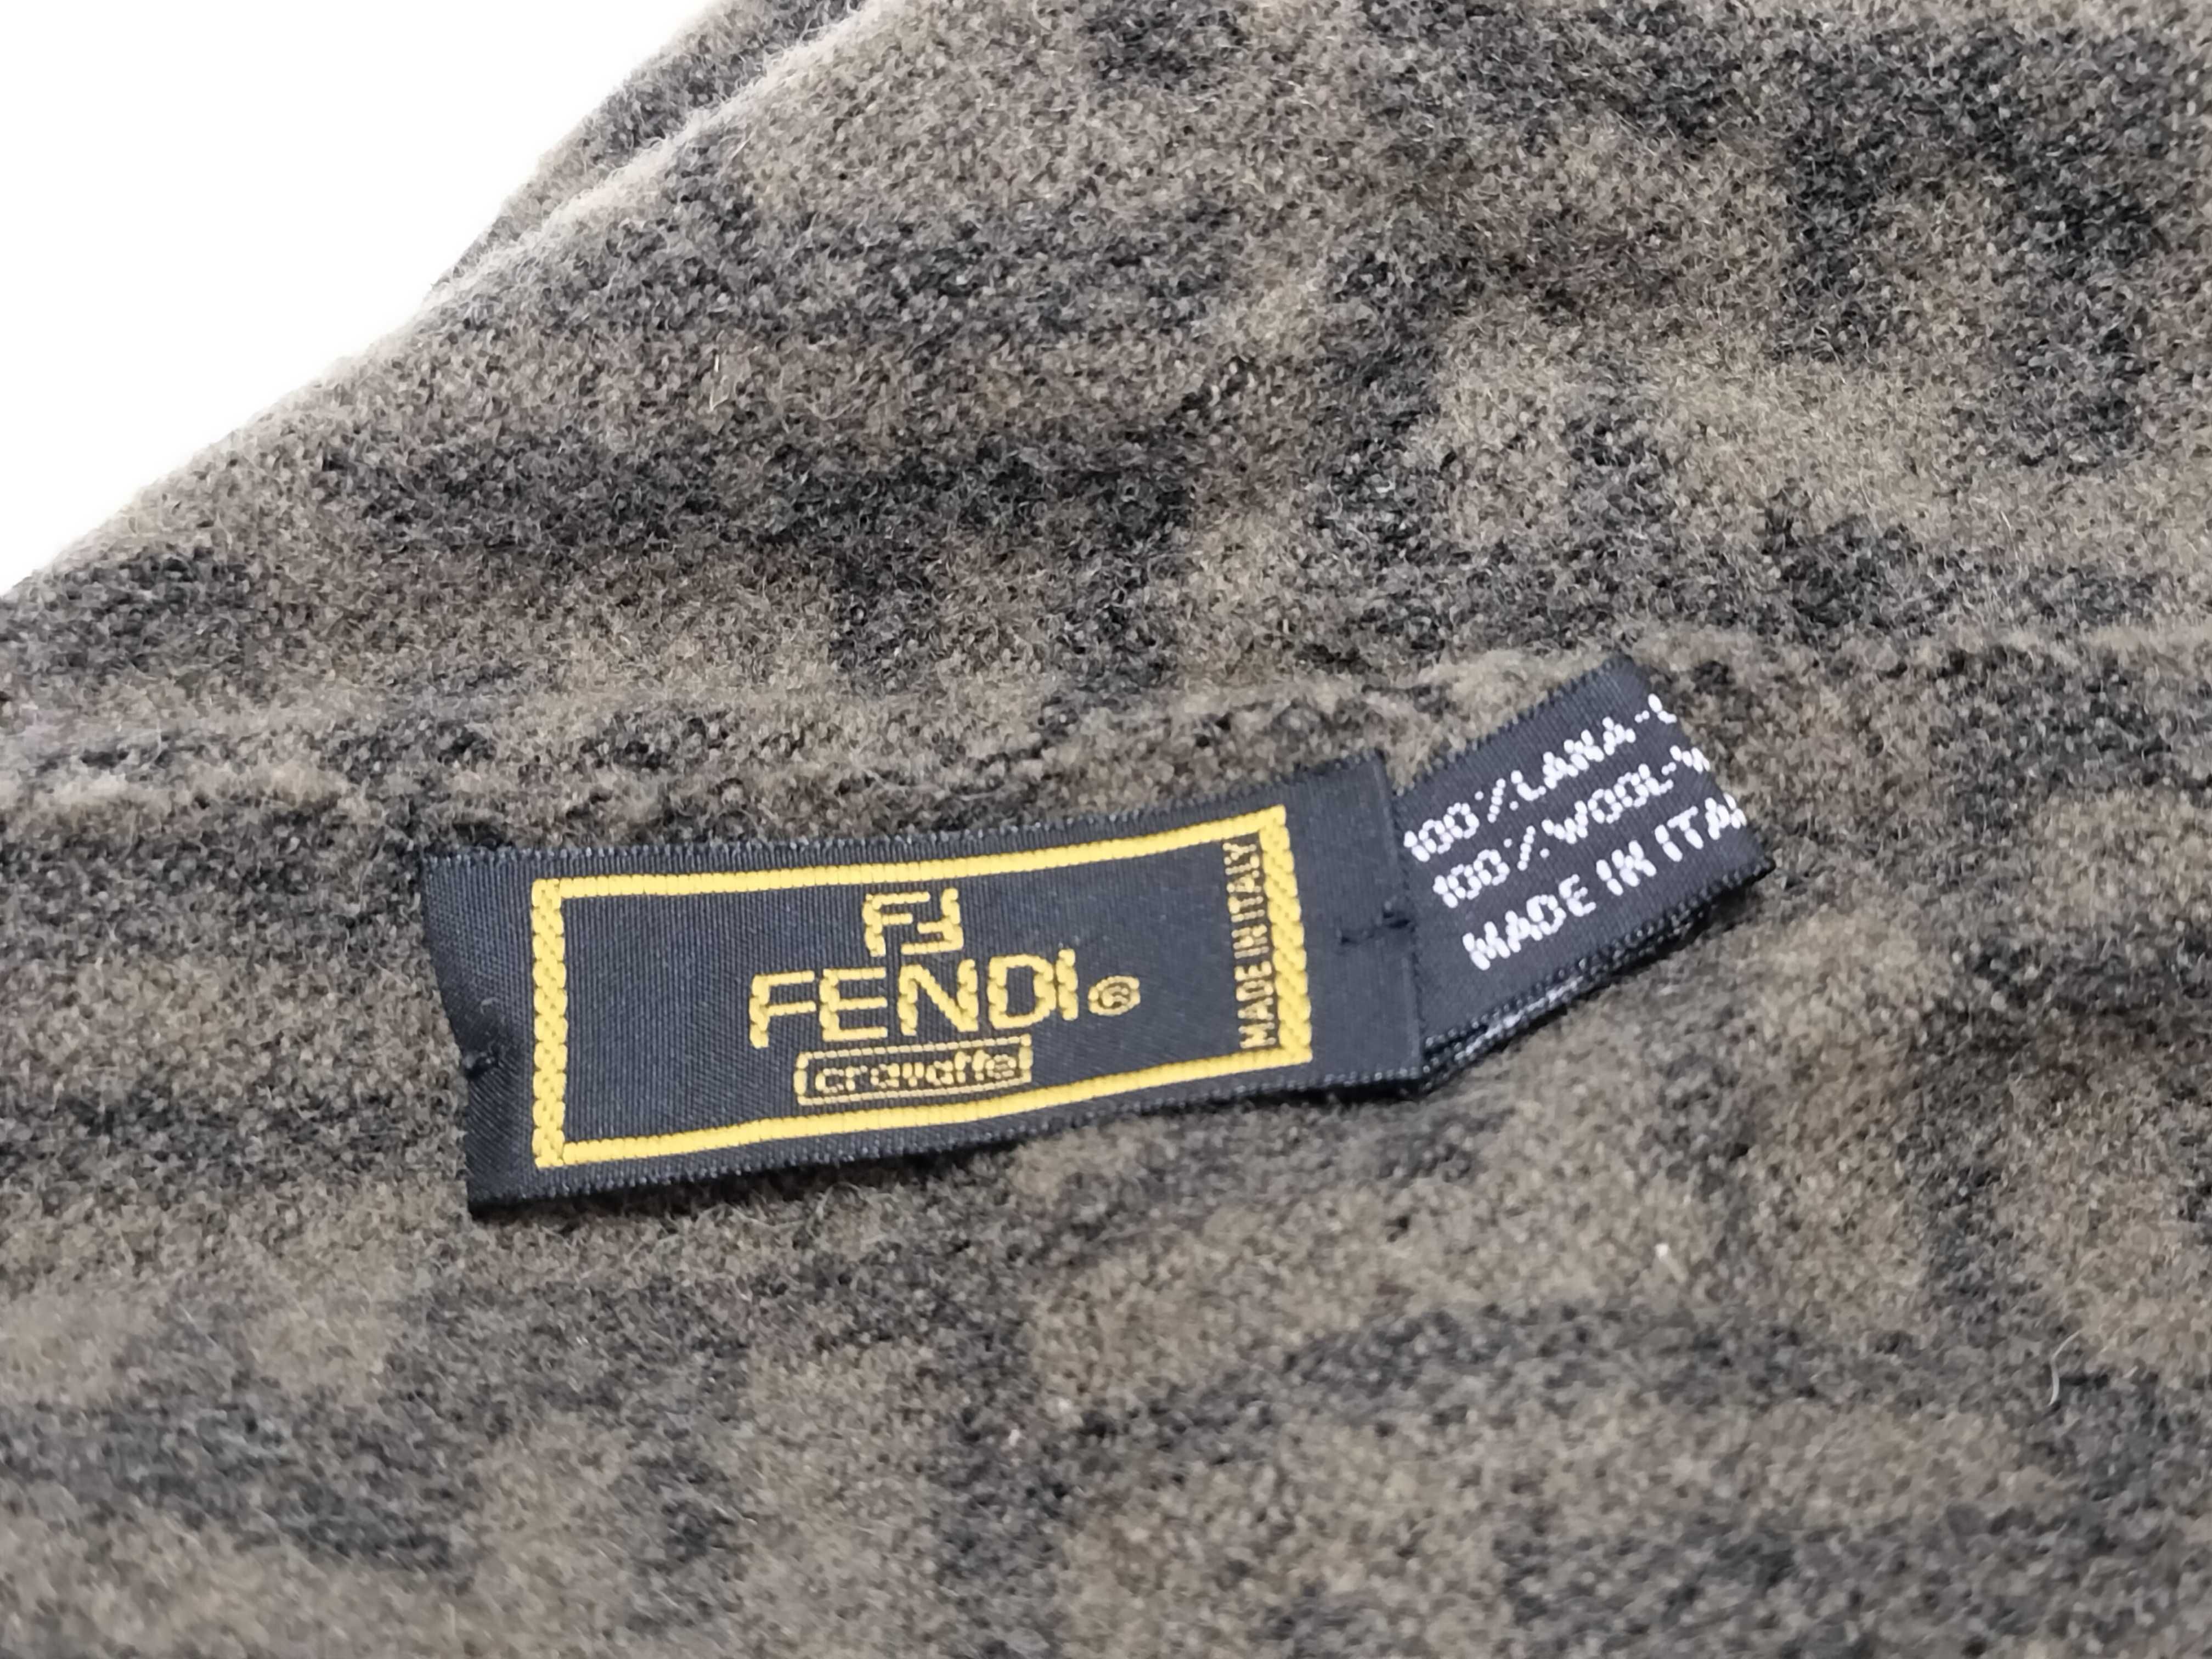 FF
FENDI®
cravatte
MADE IN ITALY
100%LANA-
100%WOOL-W
MADE IN ITA